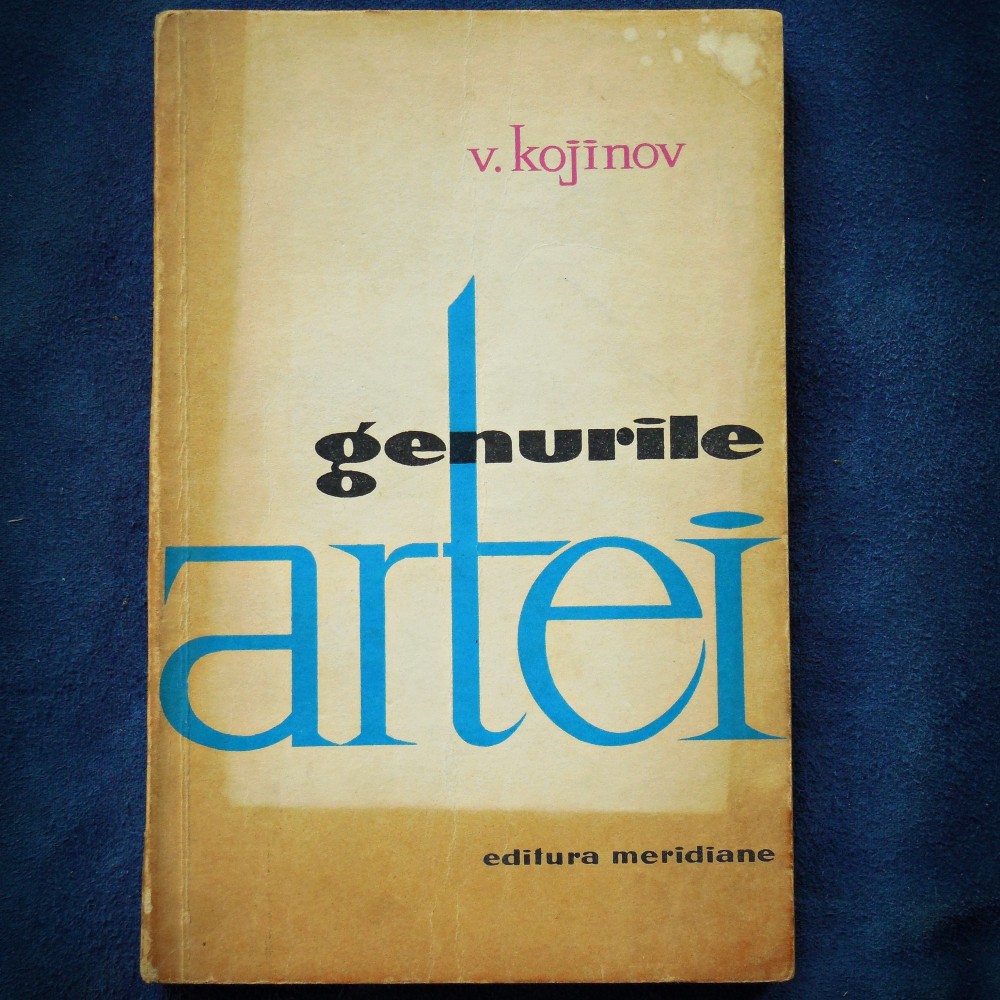 v. kojinov
genurile
artei
editura meridiane